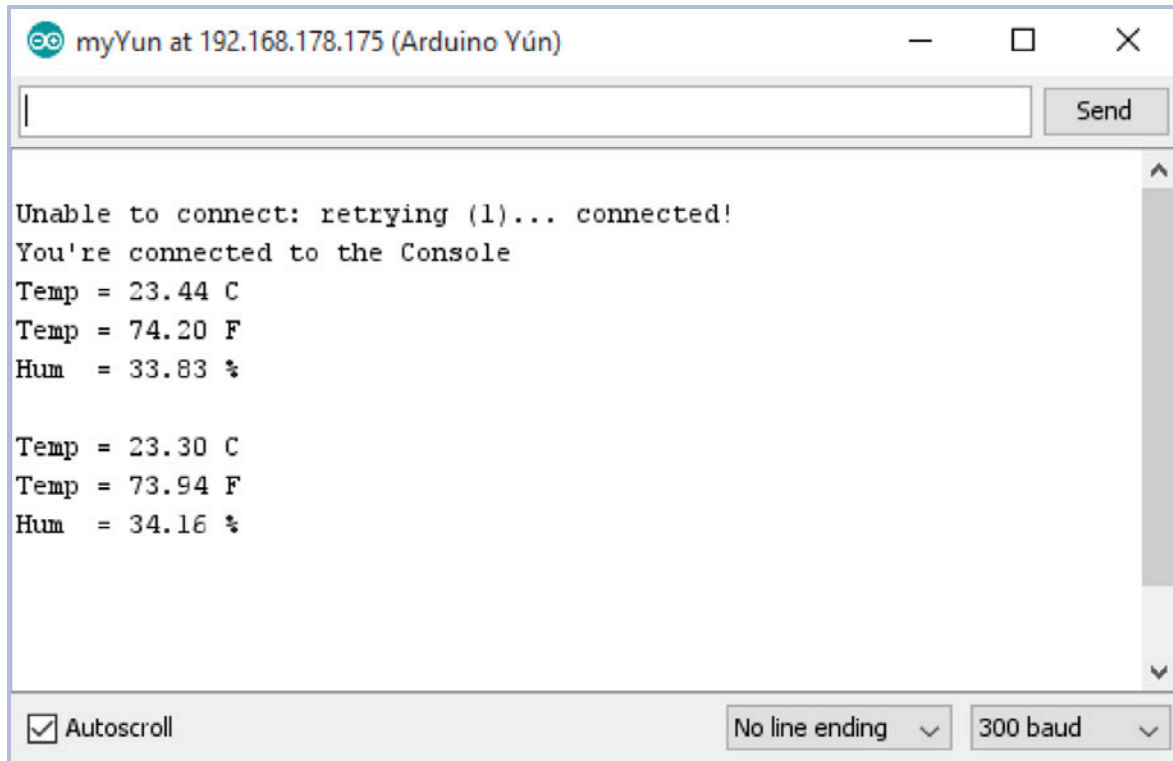 myYun at 192.168.178.175 (Arduino Yún)
Send
Unable to connect: retrying (1)... connected!
You're connected to the Console
Temp = 23.44 C
Temp = 74.20 F
Hum  = 33.83 %
Temp = 23.30 C
Temp = 73.94 F
Hum  = 34.16 %
Autoscroll
No line ending
300 baud